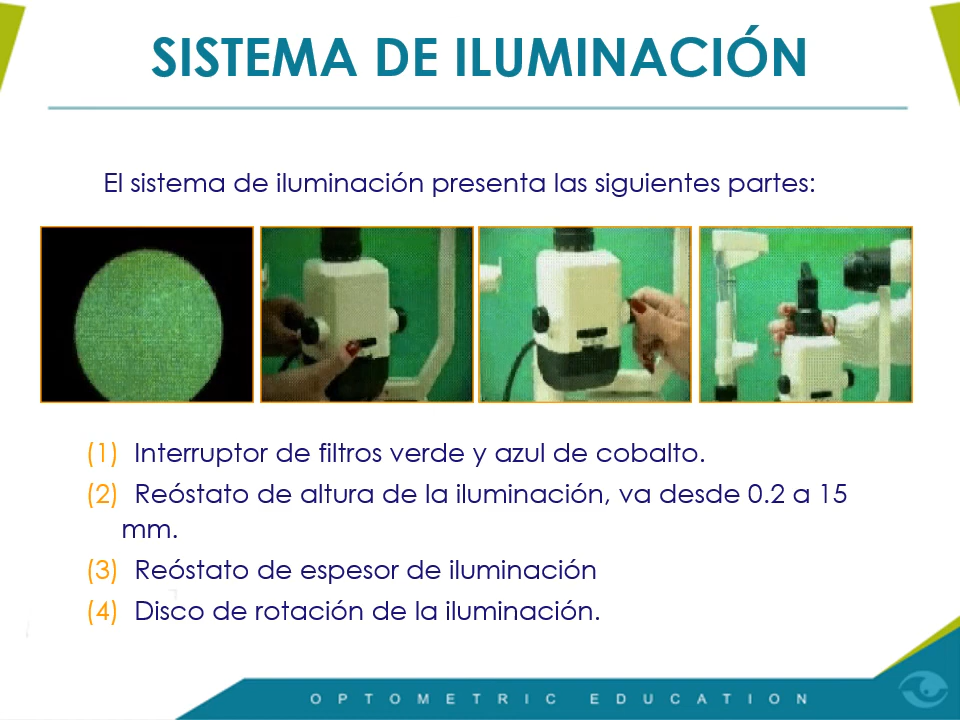 SISTEMA DE ILUMINACIÓN
El sistema de iluminación presenta las siguientes partes:
(1) Interruptor de filtros verde y azul de cobalto.
(2) Reóstato de altura de la iluminación, va desde 0.2 a 15
mm.
(3) Reóstato de espesor de iluminación
(4) Disco de rotación de la iluminación.
OPTOMETRIC EDUCATION